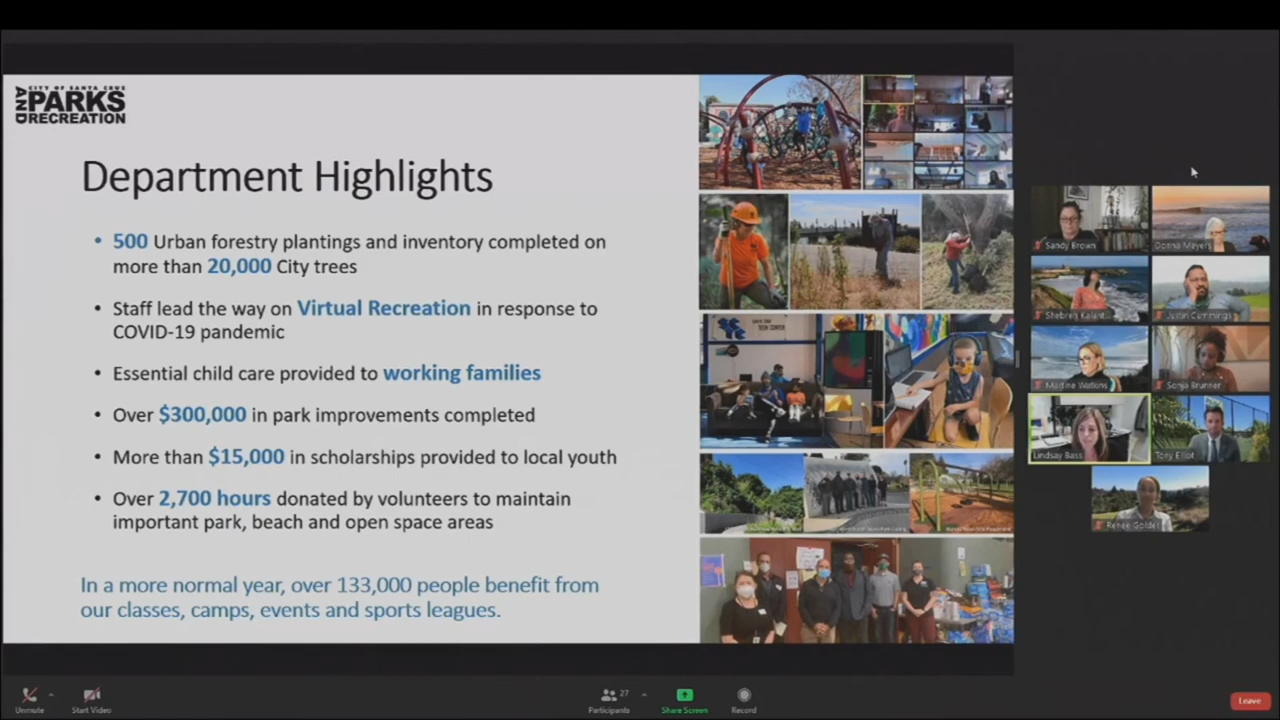 CITY OF SANTA CRUZ
PARKS
AND
RECREATION
Department Highlights
• 500 Urban forestry plantings and inventory completed on
more than 20,000 City trees
• Staff lead the way on Virtual Recreation in response to
COVID-19 pandemic
• Essential child care provided to working families
• Over $300,000 in park improvements completed
• More than $15,000 in scholarships provided to local youth
• Over 2,700 hours donated by volunteers to maintain
important park, beach and open space areas
In a more normal year, over 133,000 people benefit from
our classes, camps, events and sports leagues.
TEEN CENTER
Sandy Brown
Donna Meyers
Shebreh Kalant
Justin Cummings
Martine Watkins
Sonja Brunner
Lindsay Bass
Tony Elliot
Renee Golder
Unmute
Start Video
27
Participants
Share Screen
Record
Leave